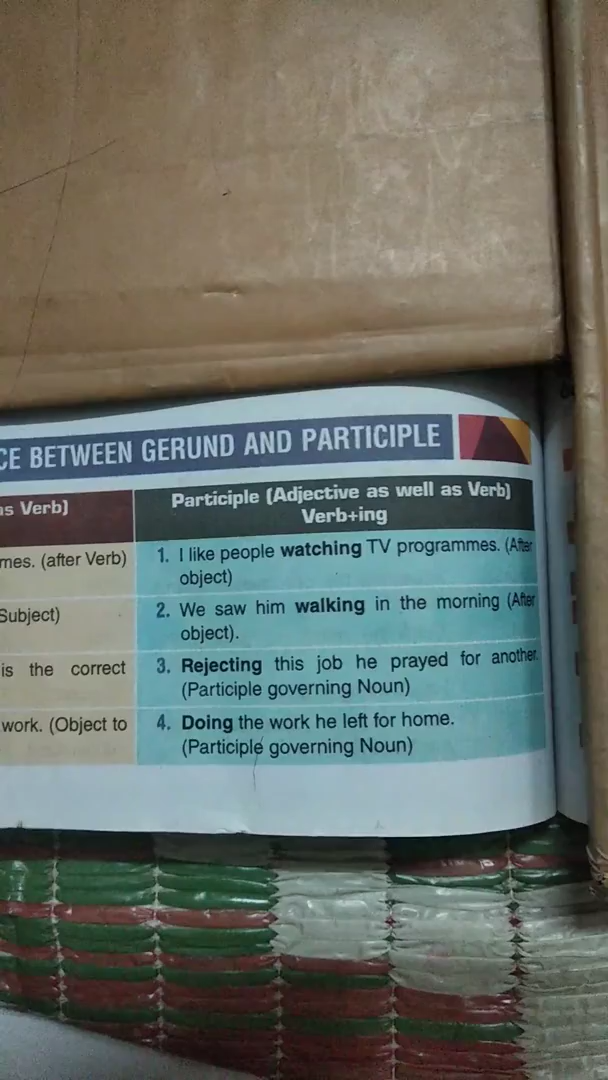 CE BETWEEN GERUND AND PARTICIPLE
as Verb)
Participle (Adjective as well as Verb)
Verb+ing
mes. (after Verb)
1. I like people watching TV programmes. (After
object)
Subject)
2. We saw him walking in the morning (After
object).
is the correct
3. Rejecting this job he prayed for another.
(Participle governing Noun)
work. (Object to
4. Doing the work he left for home.
(Participle governing Noun)